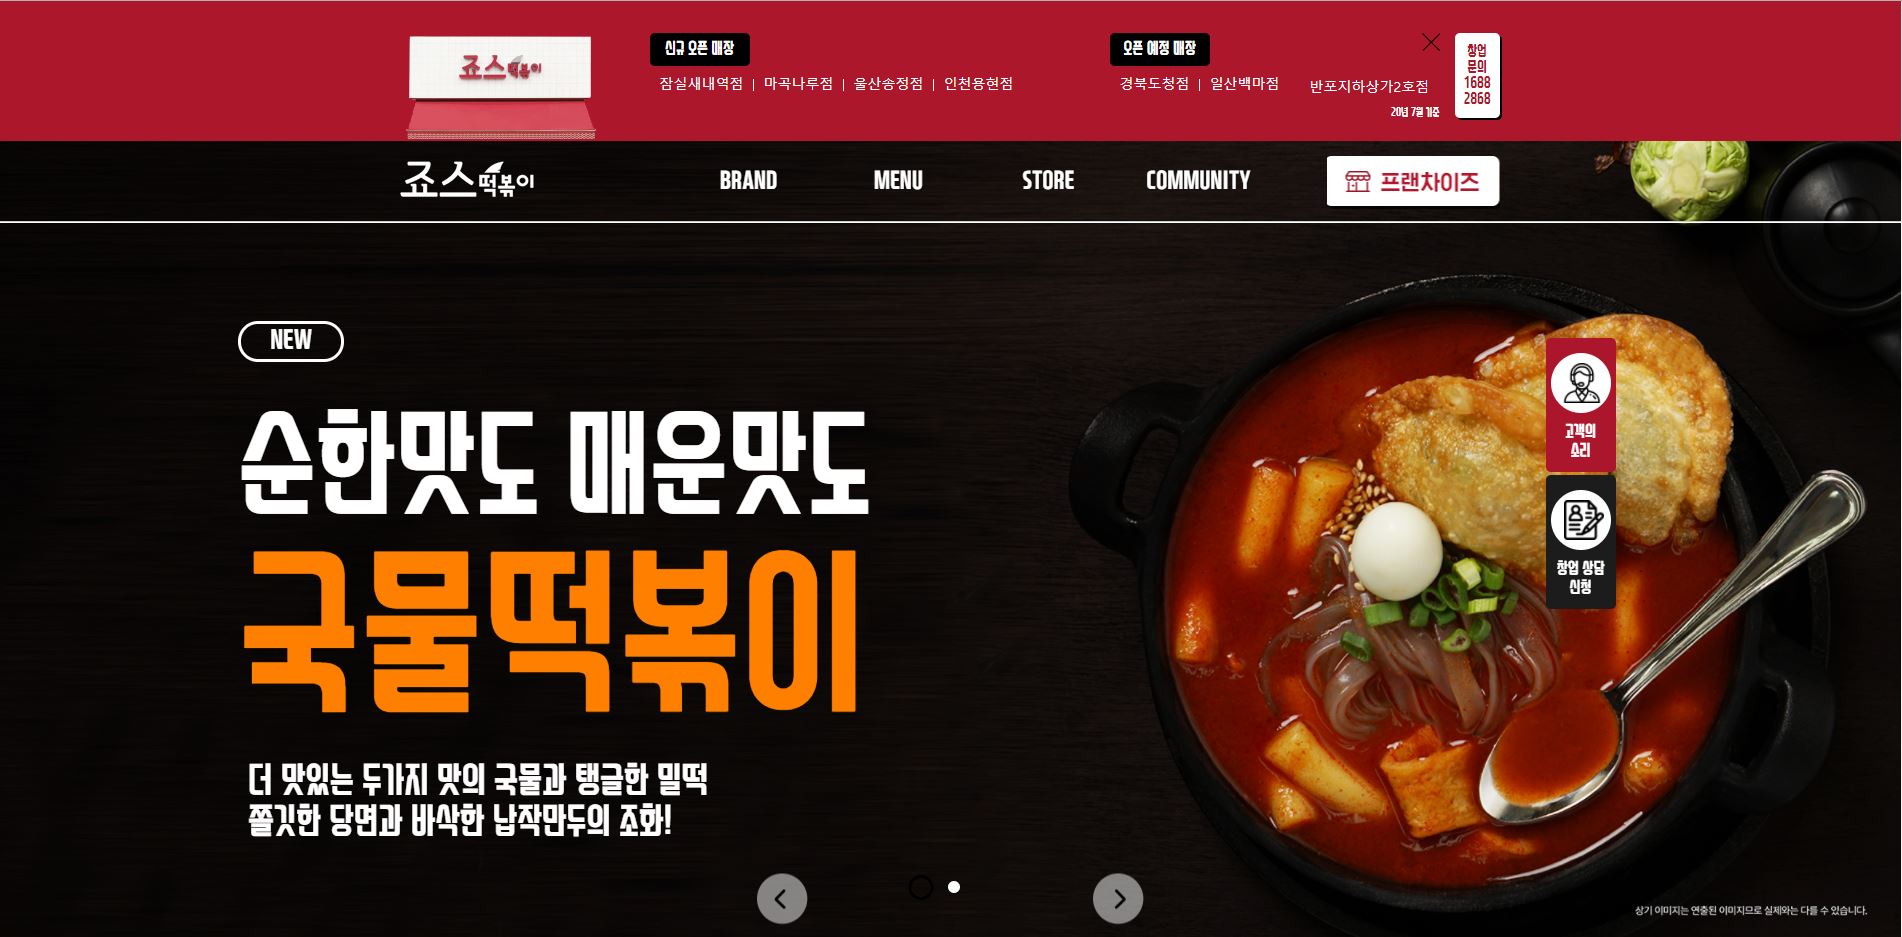 죠스떡볶이
신규 오픈 매장
잠실새내역점 | 마곡나루점 | 울산송정점 | 인천용현점
오픈 예정 매장
경북도청점 | 일산백마점 반포지하상가2호점
20년 7월 기준
창업
문의
1688
2868
죠스떡볶이
BRAND
MENU
STORE
COMMUNITY
프랜차이즈
NEW
순한맛도 매운맛도
국물떡볶이
더 맛있는 두가지 맛의 국물과 탱글한 밀떡
쫄깃한 당면과 바삭한 납작만두의 조화!
고객의
소리
창업 상담
신청
상기 이미지는 연출된 이미지므로 실제와는 다를 수 있습니다.